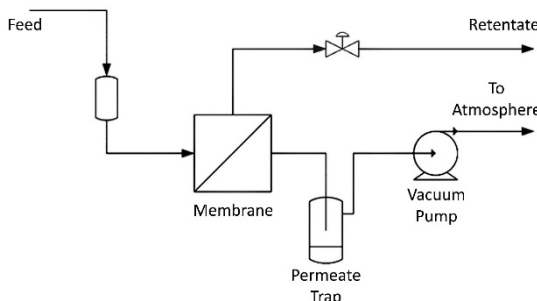 Feed
Retentate
To
Atmosphere
Membrane
Vacuum
Pump
Permeate
Trap